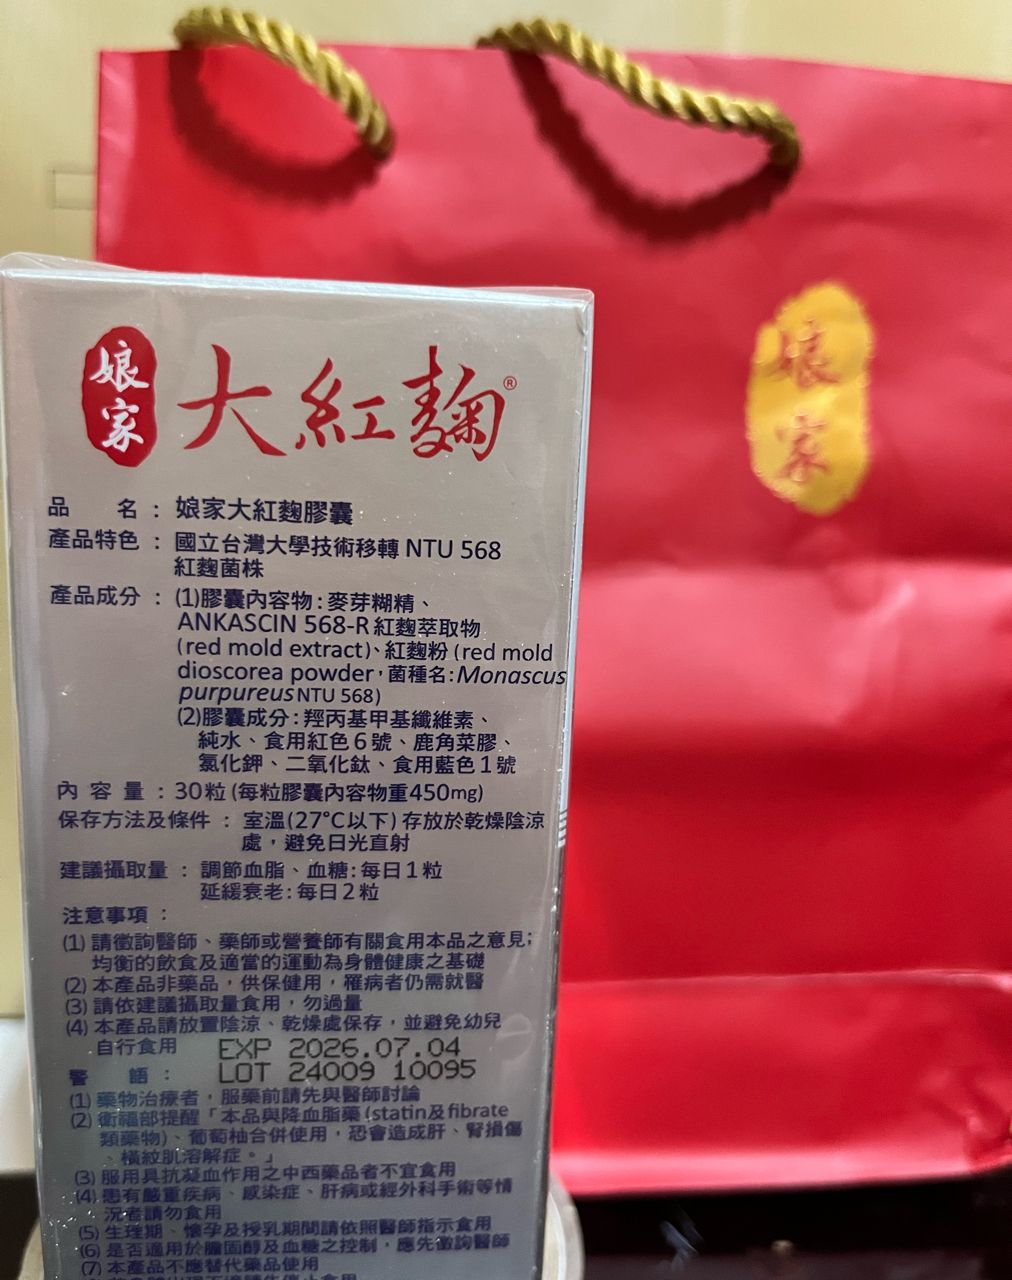 娘家
大紅麴®
娘家
品 名：娘家大紅麴膠囊
產品特色：國立台灣大學技術移轉 NTU 568
紅麴菌株
產品成分：(1)膠囊內容物：麥芽糊精、
ANKASCIN 568-R 紅麴萃取物
(red mold extract)、紅麴粉 (red mold
dioscorea powder，菌種名：Monascus
purpureus NTU 568)
(2)膠囊成分：羥丙基甲基纖維素、
純水、食用紅色6號、鹿角菜膠、
氯化鉀、二氧化鈦、食用藍色1號
內容量：30粒 (每粒膠囊內容物重450mg)
保存方法及條件：室溫(27°C以下) 存放於乾燥陰涼
處，避免日光直射
建議攝取量：調節血脂、血糖：每日1粒
延緩衰老：每日2粒
注意事項：
(1) 請徵詢醫師、藥師或營養師有關食用本品之意見；
均衡的飲食及適當的運動為身體健康之基礎
(2) 本產品非藥品，供保健用，罹病者仍需就醫
(3) 請依建議攝取量食用，勿過量
(4) 本產品請放置陰涼、乾燥處保存，並避免幼兒
自行食用
EXP 2026.07.04
LOT 24009 10095
警 語：
(1) 藥物治療者，服藥前請先與醫師討論
(2) 衛福部提醒「本品與降血脂藥 (statin及fibrate
類藥物)、葡萄柚合併使用，恐會造成肝、腎損傷
、橫紋肌溶解症。」
(3) 服用具抗凝血作用之中西藥品者不宜食用
(4) 患有嚴重疾病、感染症、肝病或經外科手術等情
況者請勿食用
(5) 生理期、懷孕及授乳期間請依照醫師指示食用
(6) 是否適用於膽固醇及血糖之控制，應先徵詢醫師
(7) 本產品不應替代藥品使用